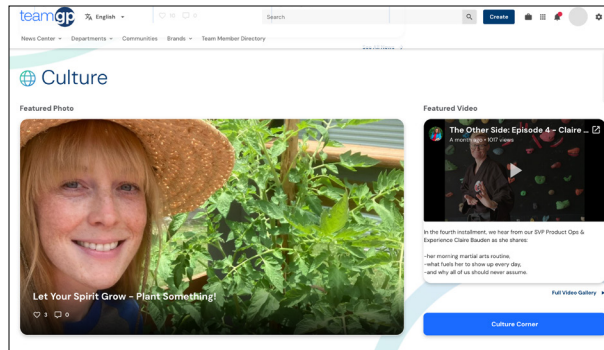 teamgp
English
10 0
Search
Create
News Center
Departments
Communities
Brands
Team Member Directory
Culture
Featured Photo
Let Your Spirit Grow - Plant Something!
3 0
Featured Video
The Other Side: Episode 4 - Claire ...
A month ago • 1017 views
In the fourth installment, we hear from our SVP Product Ops &
Experience Claire Bauden as she shares:
-her morning martial arts routine,
-what fuels her to show up every day,
-and why all of us should never assume.
Full Video Gallery
Culture Corner